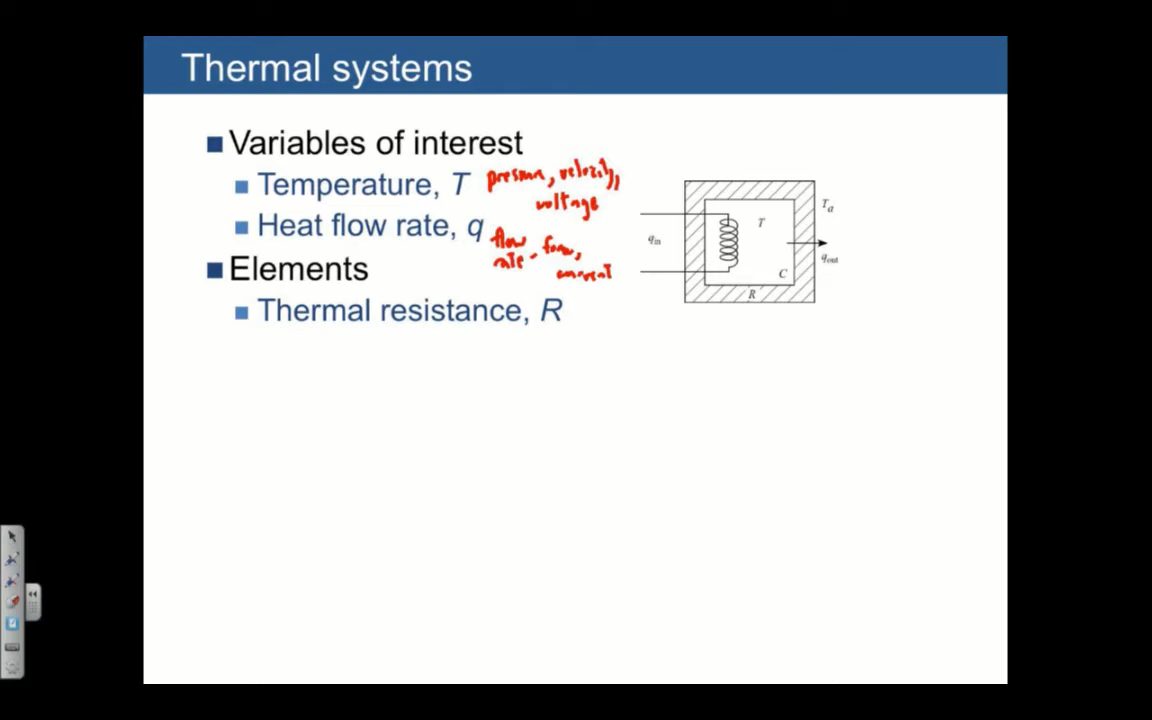 Thermal systems
Variables of interest
Temperature, T
pressure, velocity,
voltage
Heat flow rate, q
flow
rate - force,
current
Elements
Thermal resistance, R
T
Tₐ
qᵢₙ
qₒᵤₜ
C
R